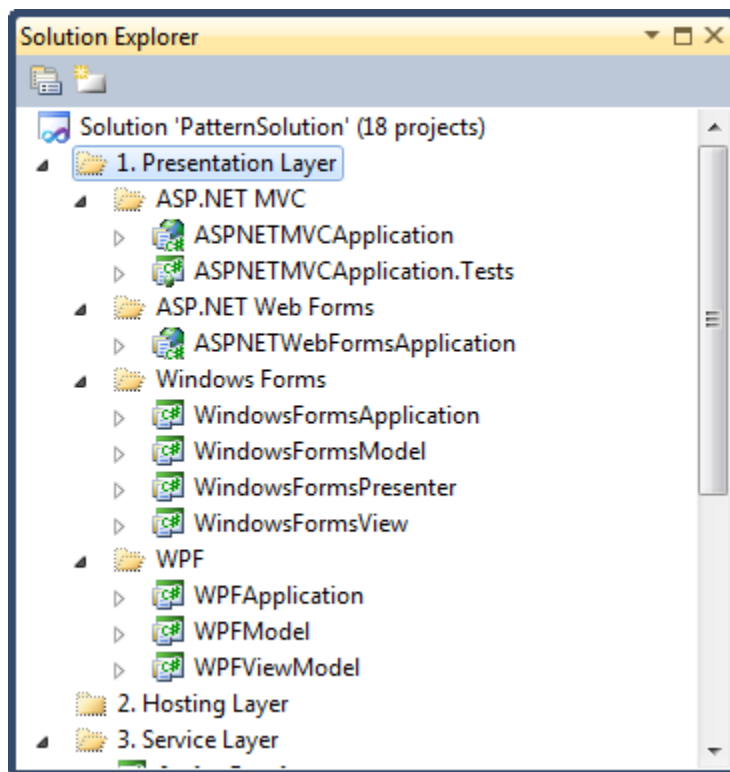 Solution Explorer
Solution 'PatternSolution' (18 projects)
1. Presentation Layer
ASP.NET MVC
ASPNETMVCApplication
ASPNETMVCApplication.Tests
ASP.NET Web Forms
ASPNETWebFormsApplication
Windows Forms
WindowsFormsApplication
WindowsFormsModel
WindowsFormsPresenter
WindowsFormsView
WPF
WPFApplication
WPFModel
WPFViewModel
2. Hosting Layer
3. Service Layer